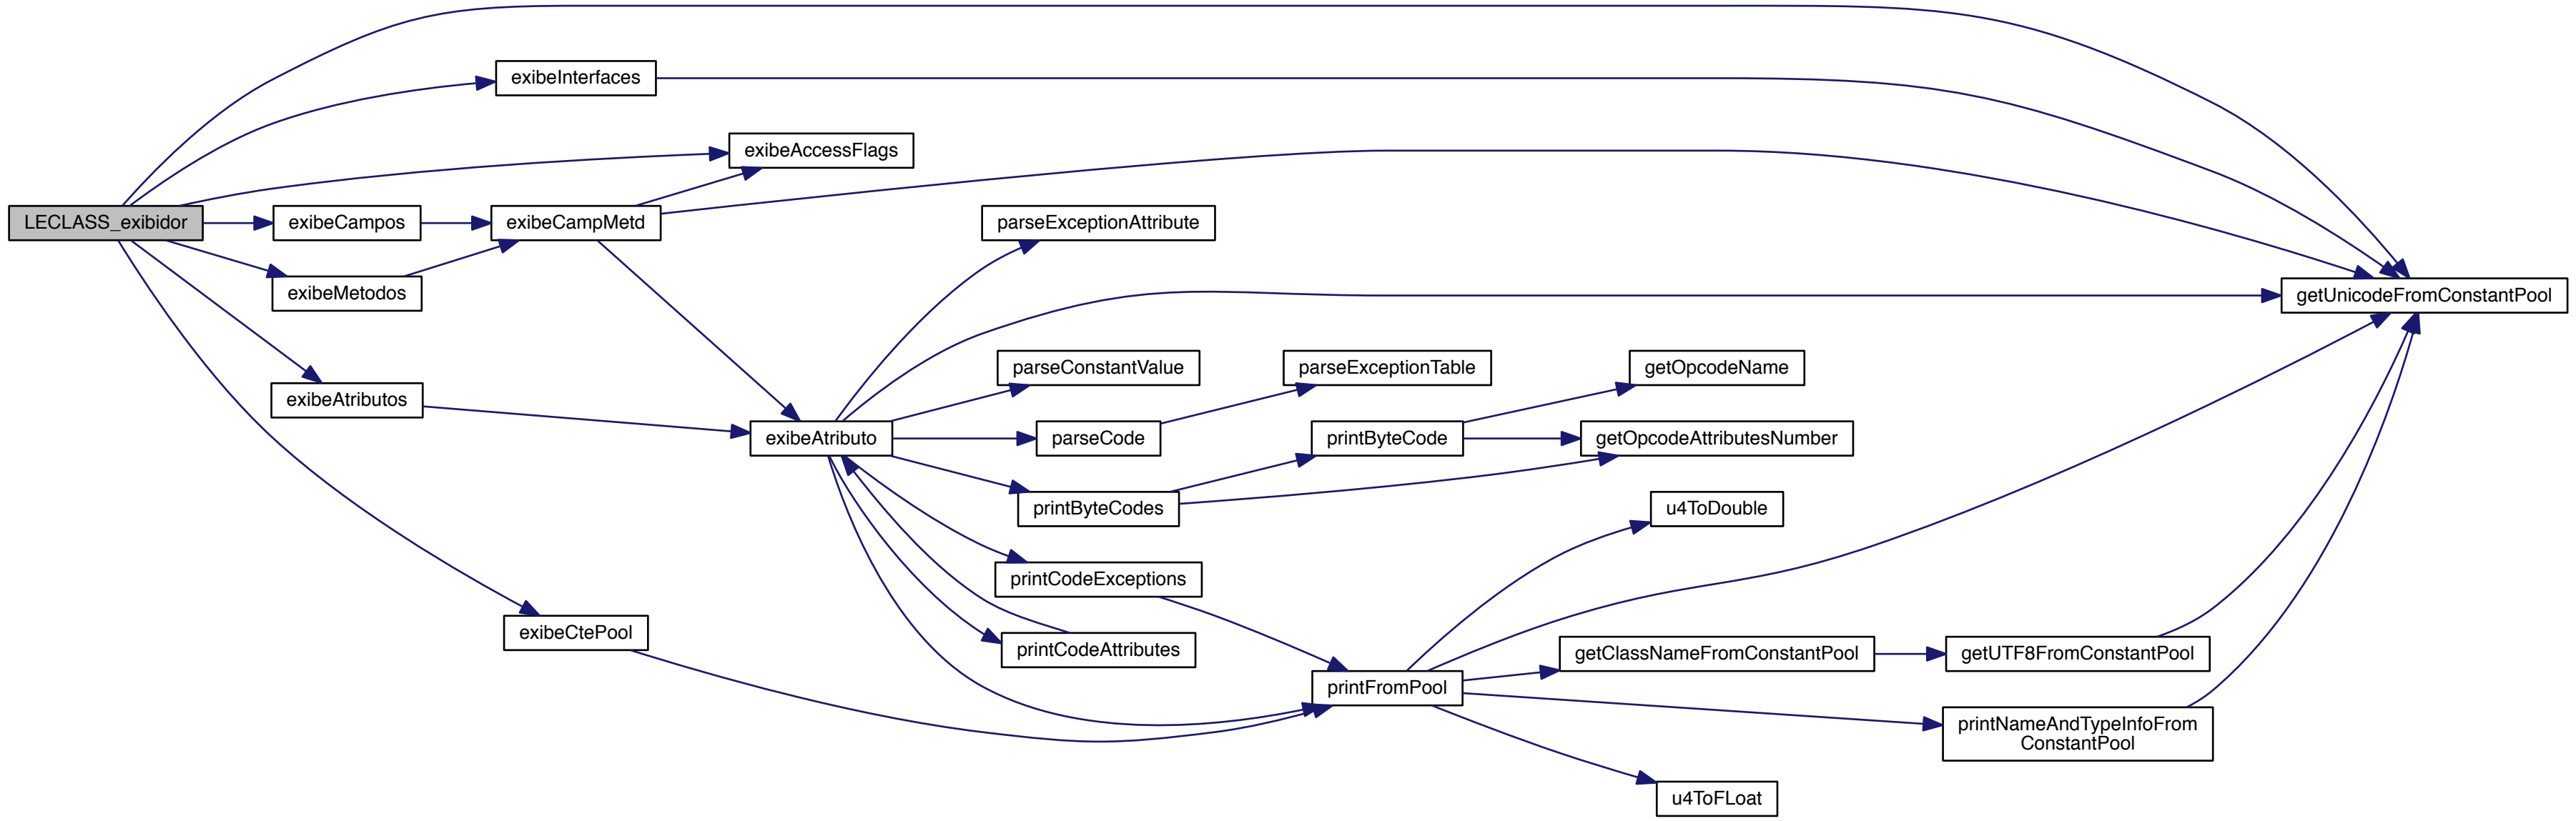 exibeInterfaces
exibeAccessFlags
LECLASS_exibidor
exibeCampos
exibeCampMetd
parseExceptionAttribute
exibeMetodos
getUnicodeFromConstantPool
parseConstantValue
parseExceptionTable
getOpcodeName
exibeAtributos
exibeAtributo
parseCode
printByteCode
getOpcodeAttributesNumber
printByteCodes
u4ToDouble
printCodeExceptions
exibeCtePool
printCodeAttributes
getClassNameFromConstantPool
getUTF8FromConstantPool
printFromPool
printNameAndTypeInfoFrom
ConstantPool
u4ToFLoat